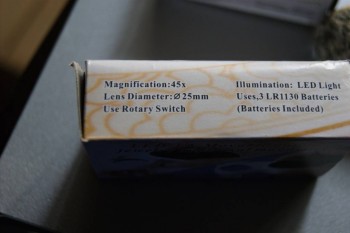 Magnification:45x
Lens Diameter:Ø25mm
Use Rotary Switch
Illumination: LED Light
Uses,3 LR1130 Batteries
(Batteries Included)